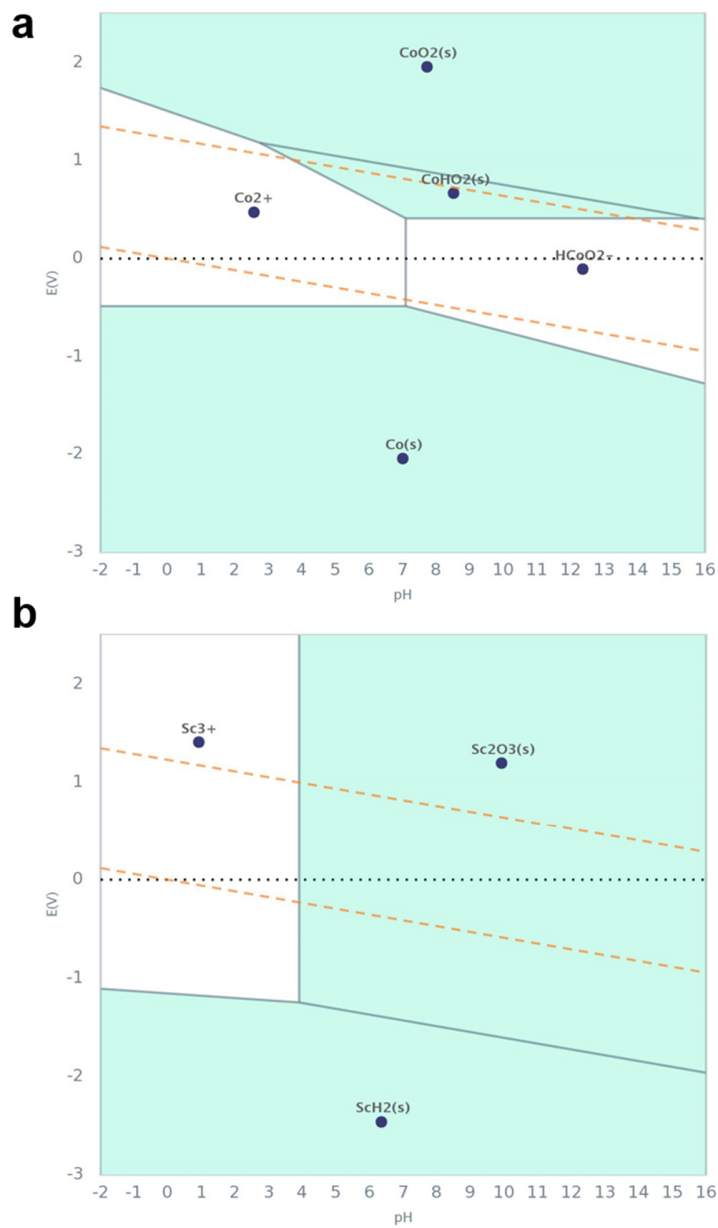 a
2
CoO2(s)
1
CoHO2(s)
Co2+
0
HCoO2−
E(V)
-1
-2
Co(s)
-3
-2 -1 0 1 2 3 4 5 6 7 8 9 10 11 12 13 14 15 16
pH
b
2
Sc3+
Sc2O3(s)
1
0
E(V)
-1
-2
ScH2(s)
-3
-2 -1 0 1 2 3 4 5 6 7 8 9 10 11 12 13 14 15 16
pH